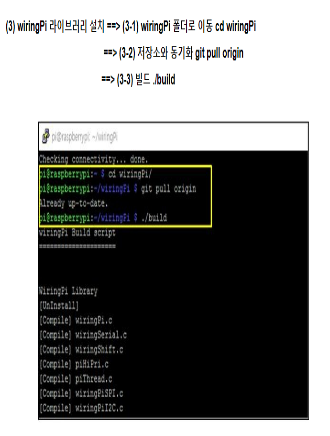 (3) wiringPi 라이브러리 설치 ==> (3-1) wiringPi 폴더로 이동 cd wiringPi
==> (3-2) 저장소와 동기화 git pull origin
==> (3-3) 빌드 ./build
pi@raspberrypi: ~/wiringPi
Checking connectivity... done.
pi@raspberrypi:~ $ cd wiringPi/
pi@raspberrypi:~/wiringPi $ git pull origin
Already up-to-date.
pi@raspberrypi:~/wiringPi $ ./build
wiringPi Build script
=====================
WiringPi Library
[UnInstall]
[Compile] wiringPi.c
[Compile] wiringSerial.c
[Compile] wiringShift.c
[Compile] piHiPri.c
[Compile] piThread.c
[Compile] wiringPiSPI.c
[Compile] wiringPiI2C.c